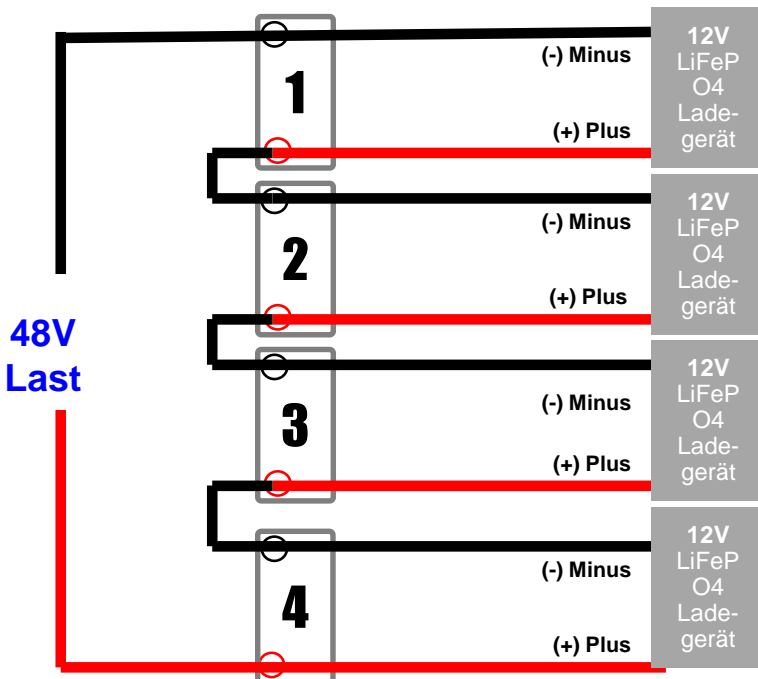 1
(-) Minus
(+) Plus
12V
LiFeP
O4
Lade-
gerät
2
(-) Minus
(+) Plus
12V
LiFeP
O4
Lade-
gerät
48V
Last
3
(-) Minus
(+) Plus
12V
LiFeP
O4
Lade-
gerät
4
(-) Minus
(+) Plus
12V
LiFeP
O4
Lade-
gerät